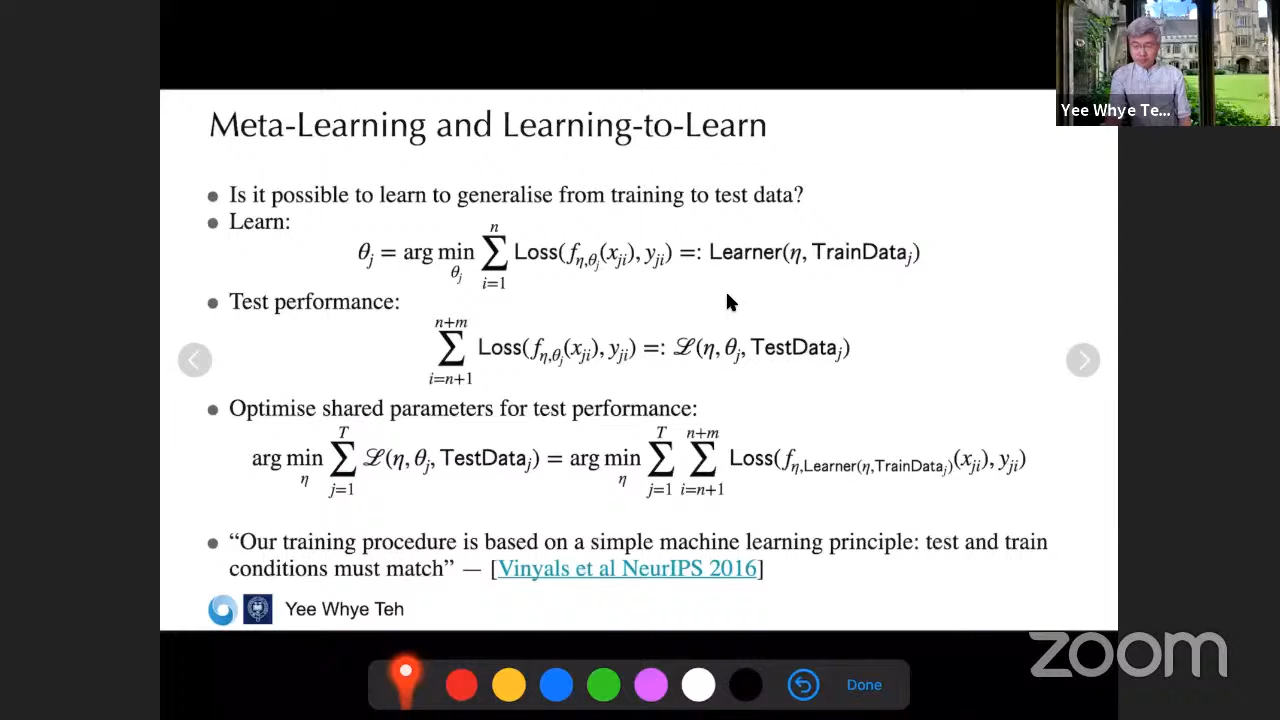 Yee Whye Te...
Meta-Learning and Learning-to-Learn
• Is it possible to learn to generalise from training to test data?
• Learn:
θ_j = arg min_{θ_j} ∑_{i=1}^{n} Loss(f_{η,θ_j}(x_{ji}), y_{ji}) =: Learner(η, TrainData_j)
• Test performance:
∑_{i=n+1}^{n+m} Loss(f_{η,θ_j}(x_{ji}), y_{ji}) =: ℒ(η, θ_j, TestData_j)
• Optimise shared parameters for test performance:
arg min_η ∑_{j=1}^{T} ℒ(η, θ_j, TestData_j) = arg min_η ∑_{j=1}^{T} ∑_{i=n+1}^{n+m} Loss(f_{η,Learner(η,TrainData_j)}(x_{ji}), y_{ji})
• “Our training procedure is based on a simple machine learning principle: test and train
conditions must match” — [Vinyals et al NeurIPS 2016]
Yee Whye Teh
zoom
Done